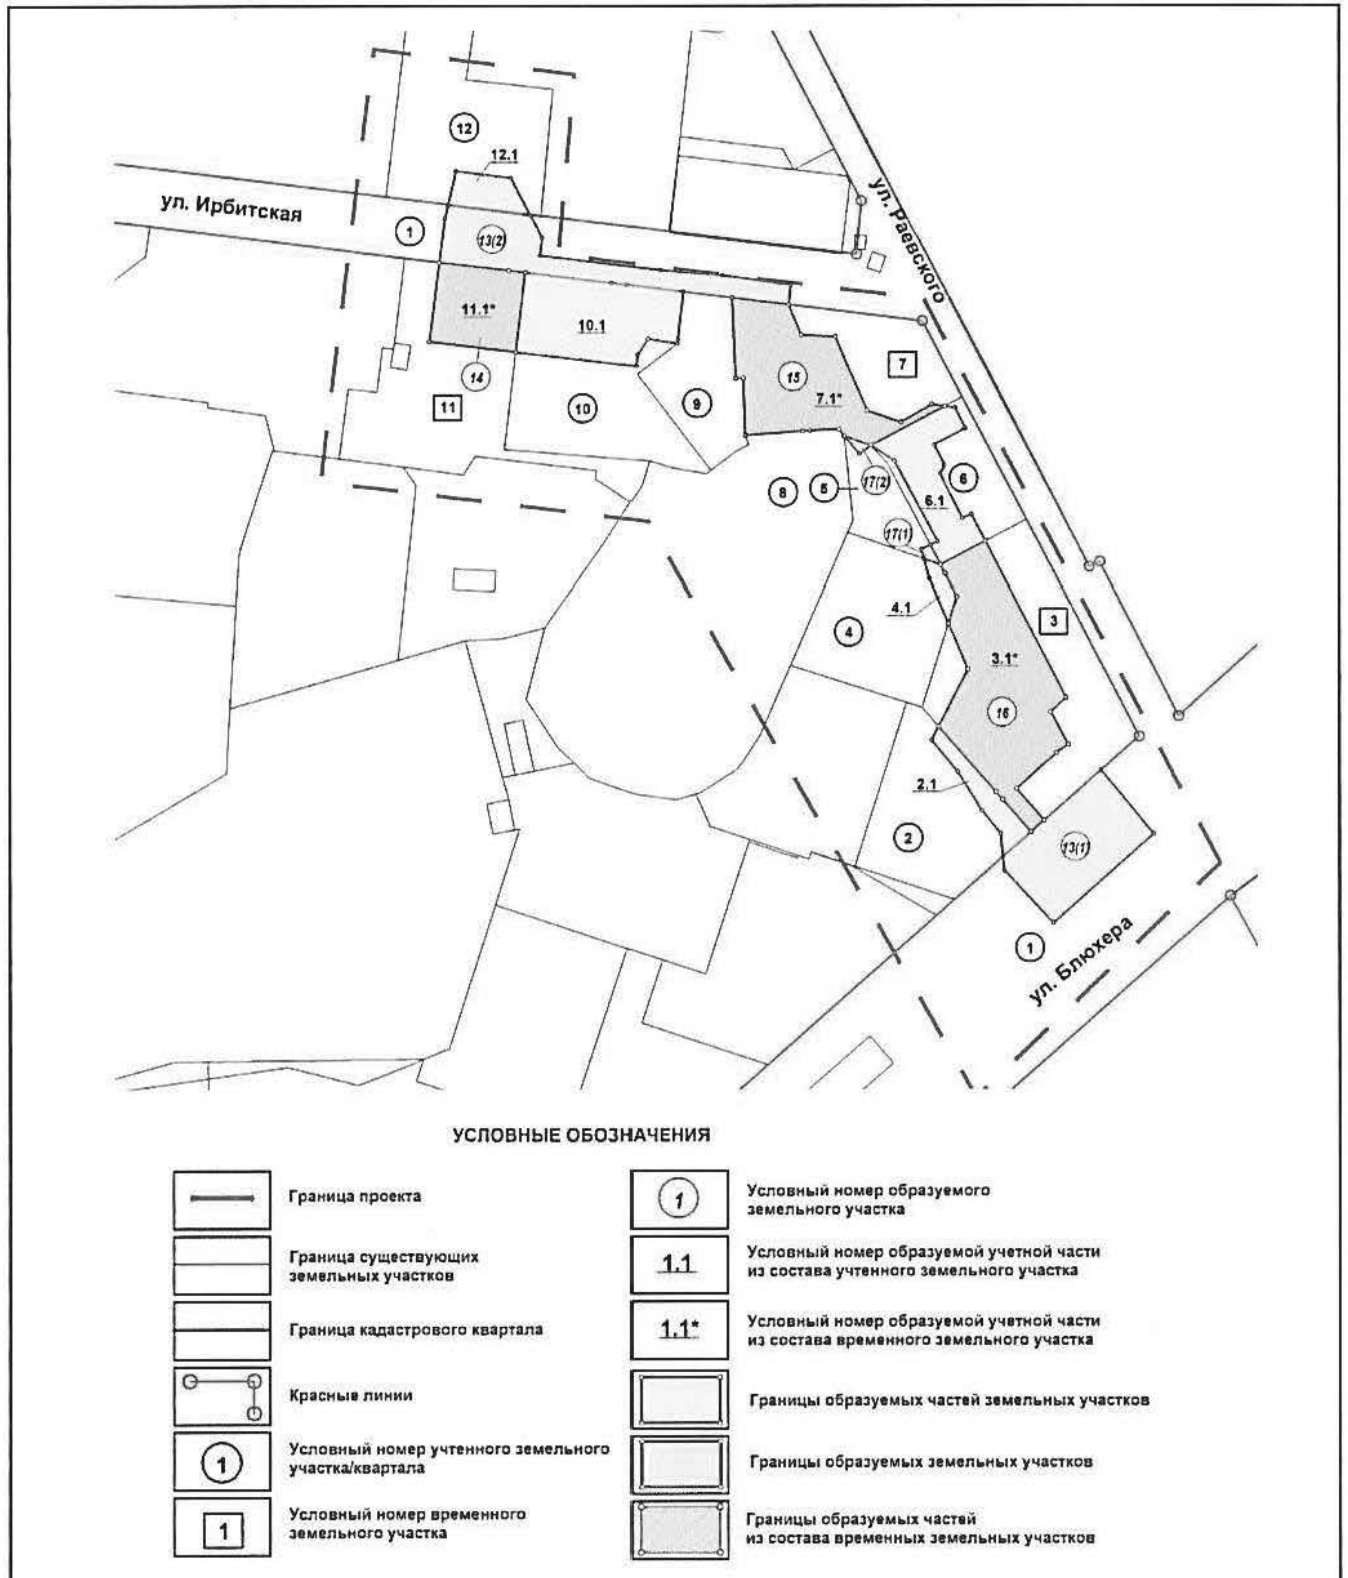 12
12.1
ул. Ирбитская
1
13(2)
ул. Раевского
11.1*
10.1
14
11
10
9
15
7.1*
7
8
5
17(2)
6
6.1
17(1)
4.1
4
3
3.1*
16
2.1
2
13(1)
1
ул. Блюхера
УСЛОВНЫЕ ОБОЗНАЧЕНИЯ
Граница проекта
Граница существующих
земельных участков
Граница кадастрового квартала
Красные линии
1
Условный номер учтенного земельного
участка/квартала
1
Условный номер временного
земельного участка
1
Условный номер образуемого
земельного участка
1.1
Условный номер образуемой учетной части
из состава учтенного земельного участка
1.1*
Условный номер образуемой учетной части
из состава временного земельного участка
Границы образуемых частей земельных участков
Границы образуемых земельных участков
Границы образуемых частей
из состава временных земельных участков